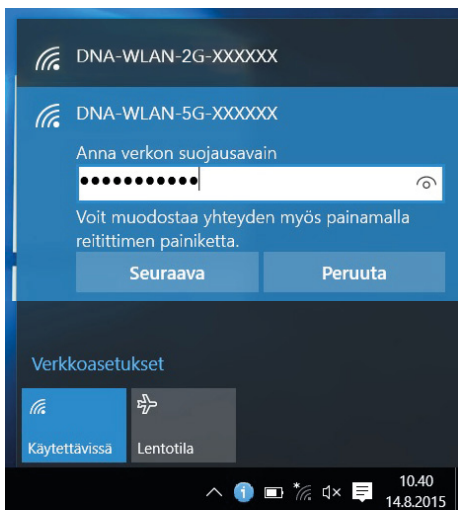 DNA-WLAN-2G-XXXXXX
DNA-WLAN-5G-XXXXXX
Anna verkon suojausavain
●●●●●●●●●●●
Voit muodostaa yhteyden myös painamalla
reitittimen painiketta.
Seuraava Peruuta
Verkkoasetukset
Käytettävissä Lentotila
10.40
14.8.2015